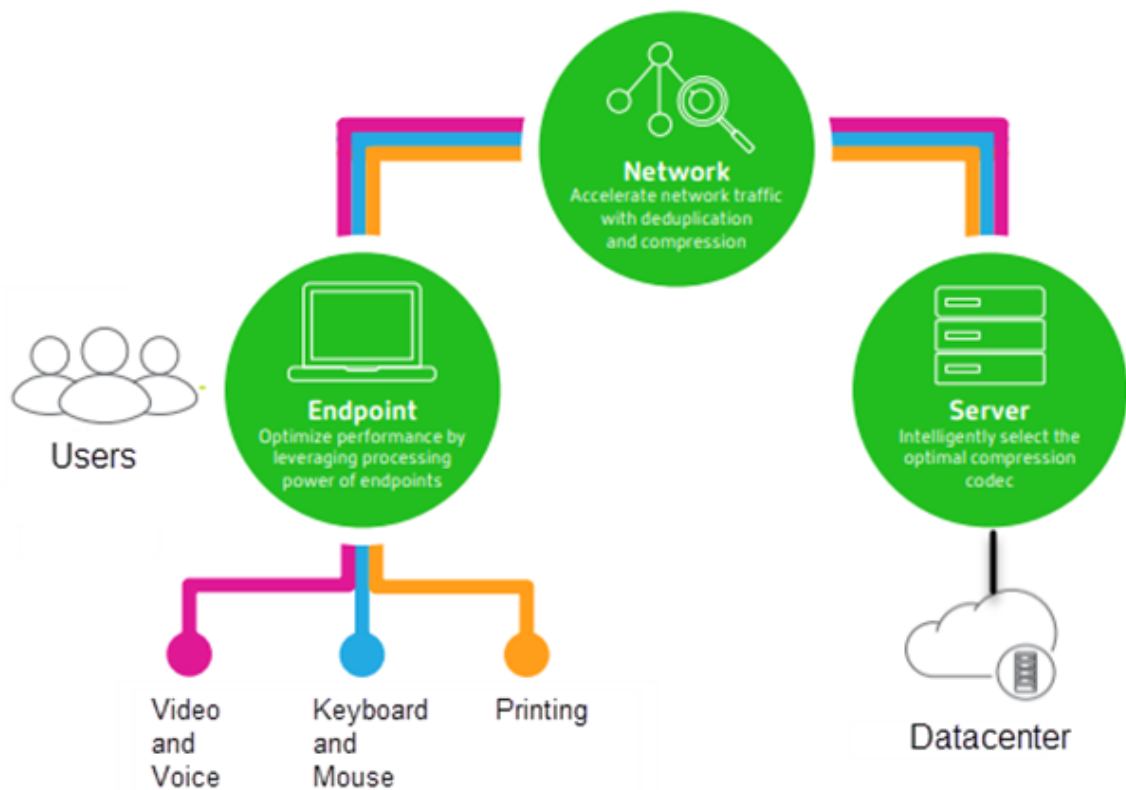 Network
Accelerate network traffic
with deduplication
and compression
Endpoint
Optimize performance by
leveraging processing
power of endpoints
Server
Intelligently select the
optimal compression
codec
Users
Video
and
Voice
Keyboard
and
Mouse
Printing
Datacenter